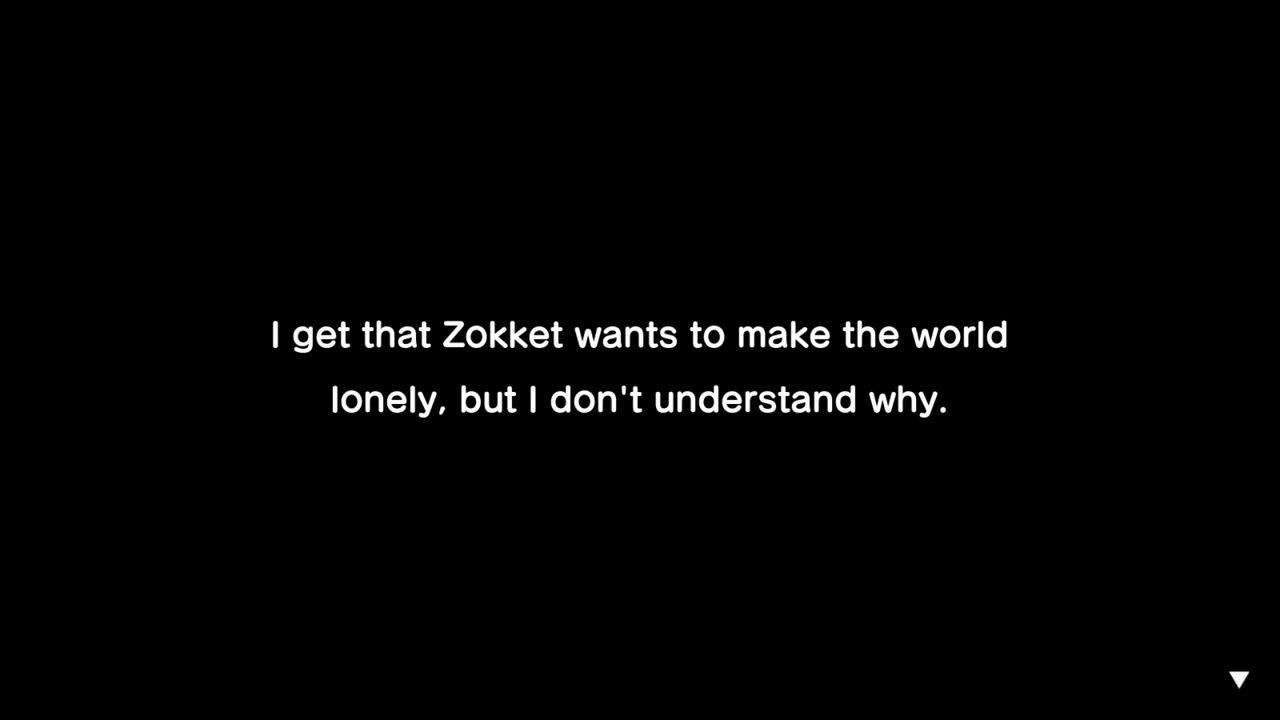 I get that Zokket wants to make the world
lonely, but I don't understand why.